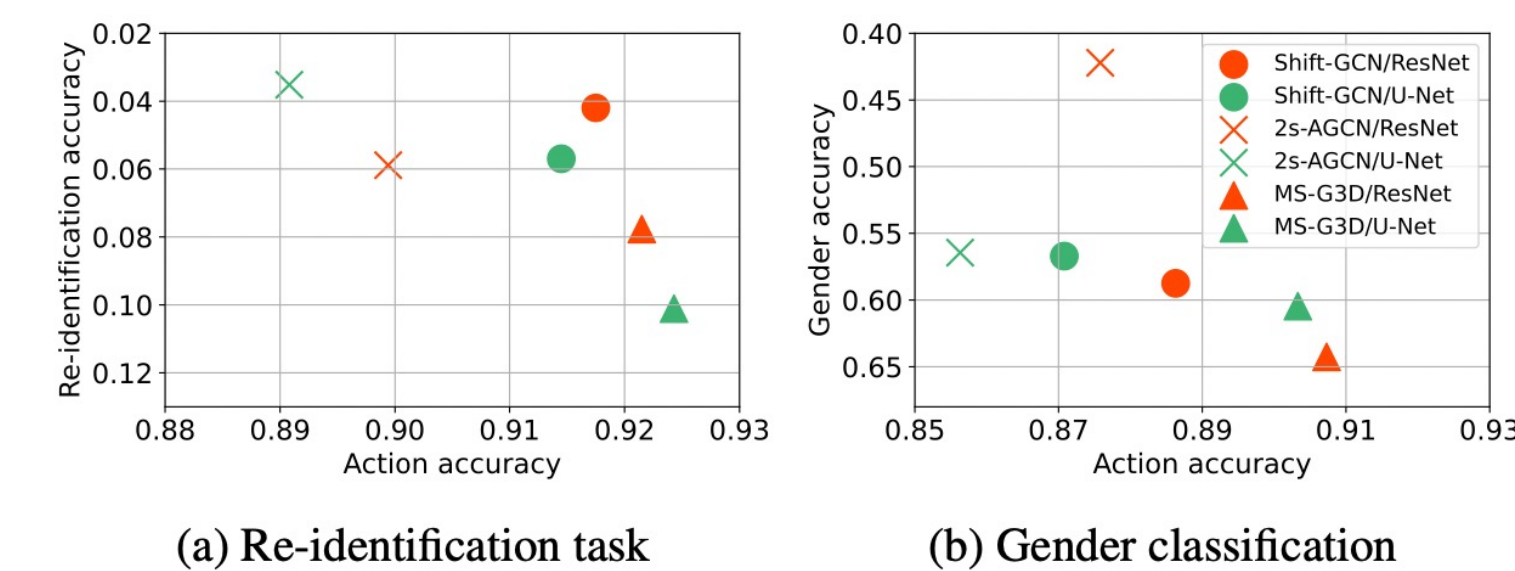 Re-identification accuracy
0.02
0.04
0.06
0.08
0.10
0.12
0.88 0.89 0.90 0.91 0.92 0.93
Action accuracy
(a) Re-identification task
Gender accuracy
0.40
0.45
0.50
0.55
0.60
0.65
Shift-GCN/ResNet
Shift-GCN/U-Net
2s-AGCN/ResNet
2s-AGCN/U-Net
MS-G3D/ResNet
MS-G3D/U-Net
0.85 0.87 0.89 0.91 0.93
Action accuracy
(b) Gender classification